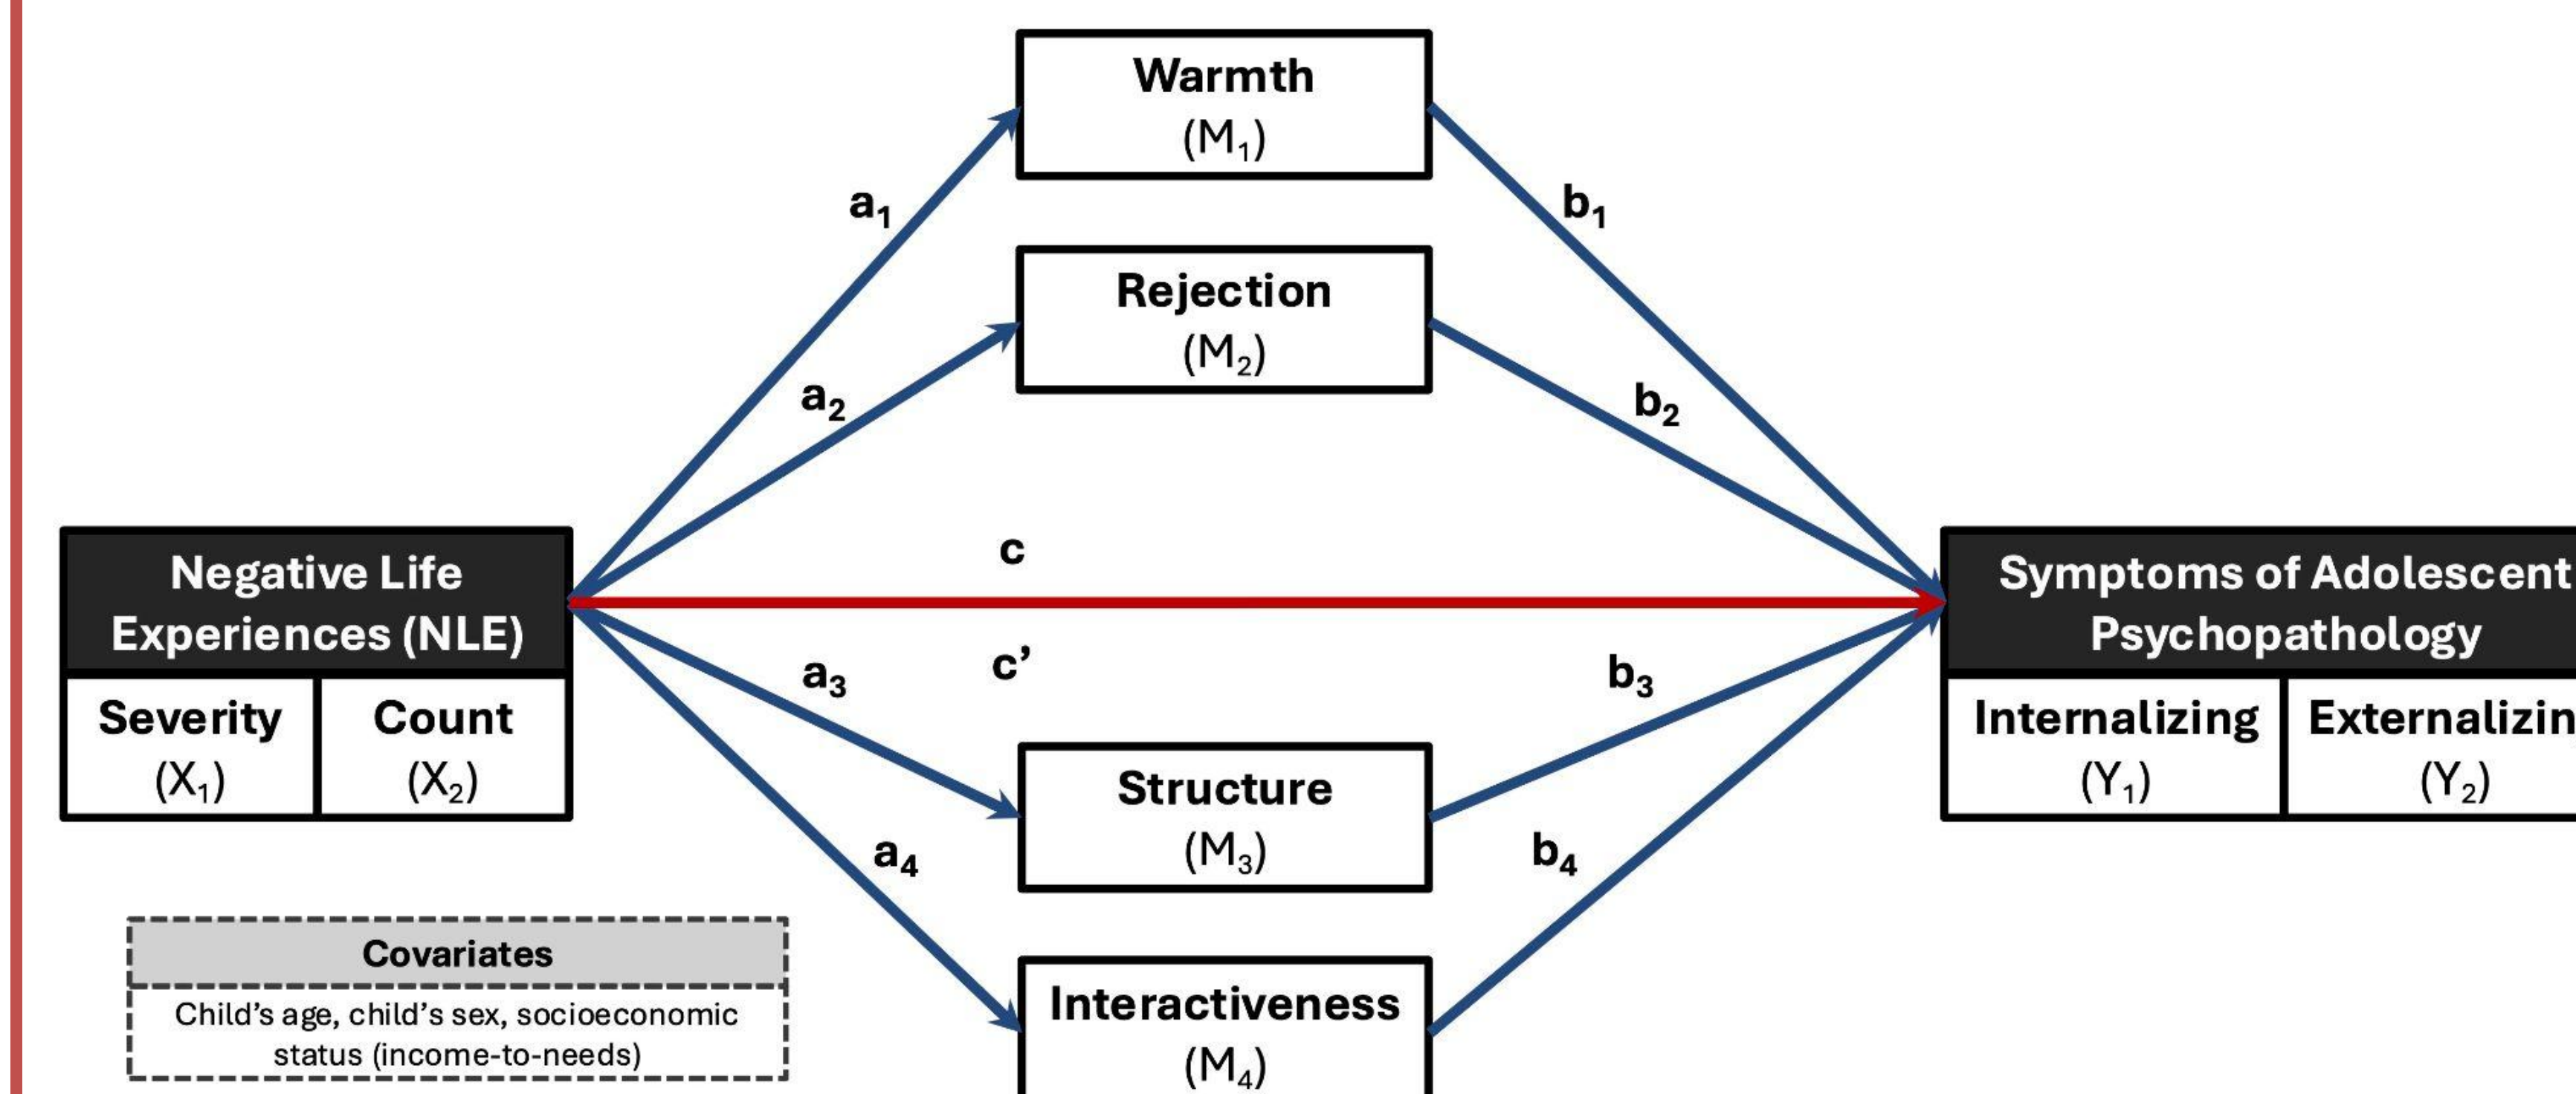 Warmth
(M₁)
a₁
b₁
Rejection
(M₂)
a₂
b₂
c
Negative Life
Experiences (NLE)
Severity
(X₁)
Count
(X₂)
Symptoms of Adolescent
Psychopathology
Internalizing
(Y₁)
Externalizin
(Y₂)
c’
a₃
b₃
Structure
(M₃)
a₄
b₄
Interactiveness
(M₄)
Covariates
Child’s age, child’s sex, socioeconomic
status (income-to-needs)